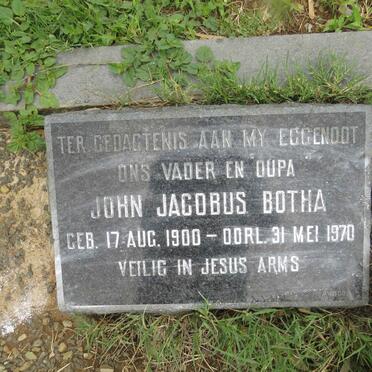 TER GEDAGTENIS AAN MY EGGENOOT
ONS VADER EN OUPA
JOHN JACOBUS BOTHA
GEB. 17 AUG. 1900 – OORL. 31 MEI 1970
VEILIG IN JESUS ARMS